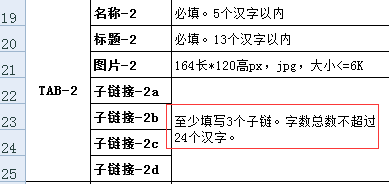 19 名称-2 必填。5个汉字以内
20 标题-2 必填。13个汉字以内
21 图片-2 164长*120高px，jpg，大小<=6K
22 TAB-2 子链接-2a
23 子链接-2b 至少填写3个子链。字数总数不超过
24个汉字。
24 子链接-2c
25 子链接-2d